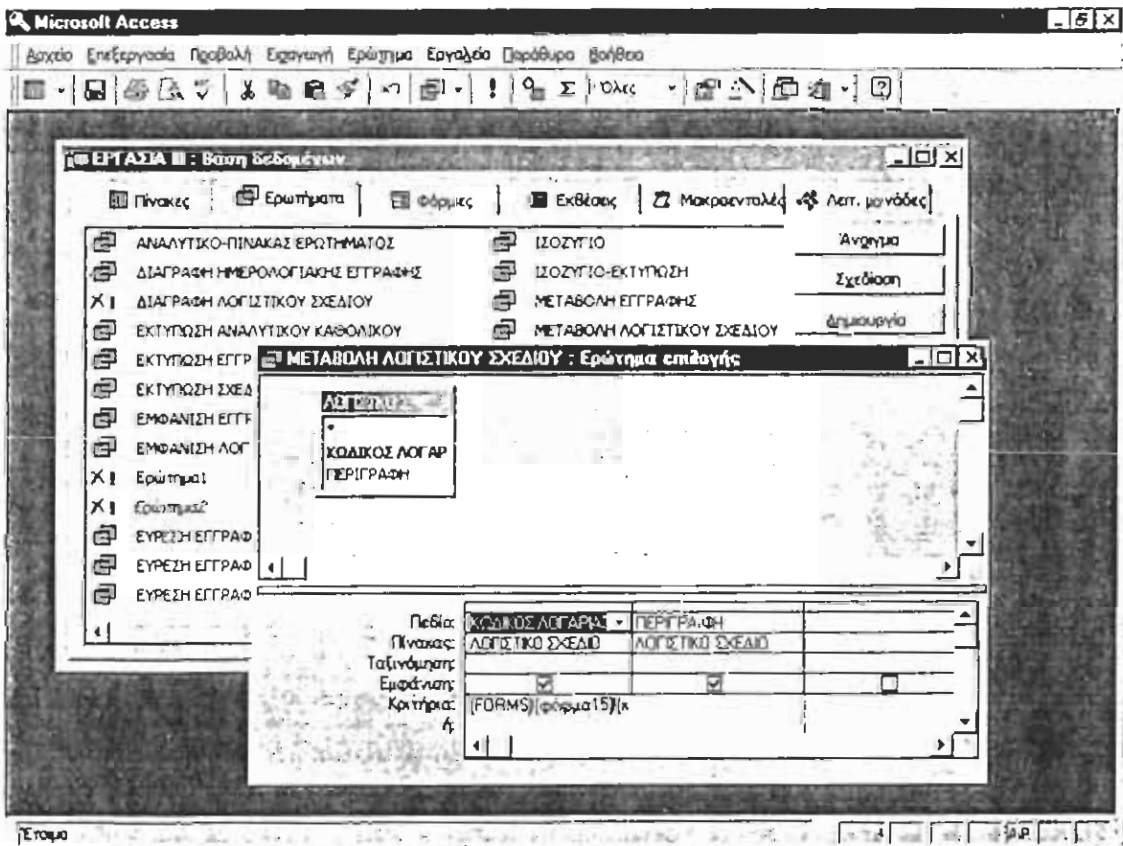 Microsoft Access
Αρχείο Επεξεργασία Προβολή Εισαγωγή Ερώτημα Εργαλεία Παράθυρο Βοήθεια
Όλες
ΕΡΓΑΣΙΑ III : Βάση δεδομένων
Πίνακες Ερωτήματα Φόρμες Εκθέσεις Μακροεντολές Λειτ. μονάδες
ΑΝΑΛΥΤΙΚΟ-ΠΙΝΑΚΑΣ ΕΡΩΤΗΜΑΤΟΣ ΙΣΟΖΥΓΙΟ Άνοιγμα
ΔΙΑΓΡΑΦΗ ΗΜΕΡΟΛΟΓΙΑΚΗΣ ΕΓΓΡΑΦΗΣ ΙΣΟΖΥΓΙΟ-ΕΚΤΥΠΩΣΗ Σχεδίαση
ΔΙΑΓΡΑΦΗ ΛΟΓΙΣΤΙΚΟΥ ΣΧΕΔΙΟΥ ΜΕΤΑΒΟΛΗ ΕΓΓΡΑΦΗΣ
ΕΚΤΥΠΩΣΗ ΑΝΑΛΥΤΙΚΟΥ ΚΑΘΟΛΙΚΟΥ ΜΕΤΑΒΟΛΗ ΛΟΓΙΣΤΙΚΟΥ ΣΧΕΔΙΟΥ Δημιουργία
ΕΚΤΥΠΩΣΗ ΕΓΓΡ
ΕΚΤΥΠΩΣΗ ΣΧΕΔ
ΕΜΦΑΝΙΣΗ ΕΓΓΡ
ΕΜΦΑΝΙΣΗ ΛΟΓ
Ερώτημα1
Ερώτημα2
ΕΥΡΕΣΗ ΕΓΓΡΑΦ
ΕΥΡΕΣΗ ΕΓΓΡΑΦ
ΕΥΡΕΣΗ ΕΓΓΡΑΦ
ΜΕΤΑΒΟΛΗ ΛΟΓΙΣΤΙΚΟΥ ΣΧΕΔΙΟΥ : Ερώτημα επιλογής
*
ΚΩΔΙΚΟΣ ΛΟΓΑΡ
ΠΕΡΙΓΡΑΦΗ
Πεδίο: ΚΩΔΙΚΟΣ ΛΟΓΑΡΙΑΣ ΠΕΡΙΓΡΑΦΗ
Πίνακας: ΛΟΓΙΣΤΙΚΟ ΣΧΕΔΙΟ ΛΟΓΙΣΤΙΚΟ ΣΧΕΔΙΟ
Ταξινόμηση:
Εμφάνιση:
Κριτήρια: [FORMS]![φόρμα15]![κ
ή:
Έτοιμο